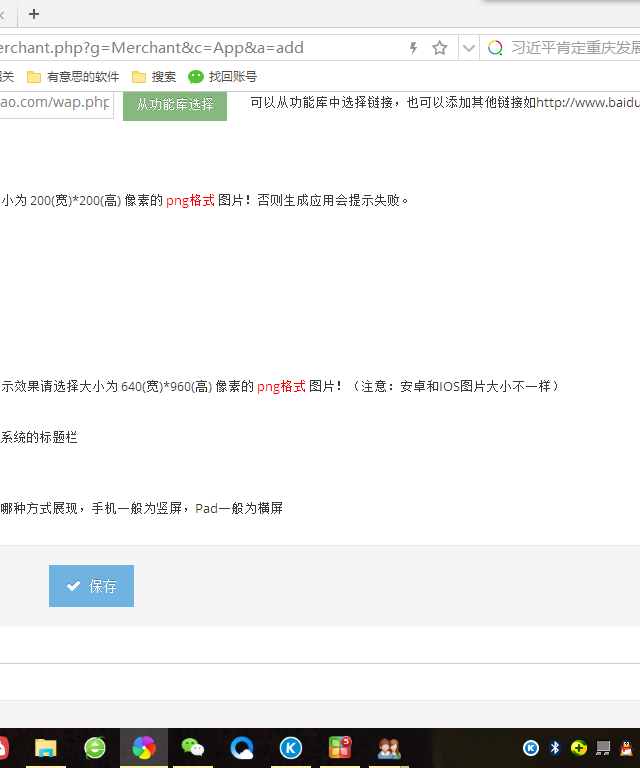 erchant.php?g=Merchant&c=App&a=add
习近平肯定重庆发展
关 有意思的软件 搜索 找回账号
ao.com/wap.php 从功能库选择 可以从功能库中选择链接，也可以添加其他链接如http://www.baidu
小为 200(宽)*200(高) 像素的 png格式 图片！否则生成应用会提示失败。
示效果请选择大小为 640(宽)*960(高) 像素的 png格式 图片！（注意：安卓和IOS图片大小不一样）
系统的标题栏
哪种方式展现，手机一般为竖屏，Pad一般为横屏
保存
5